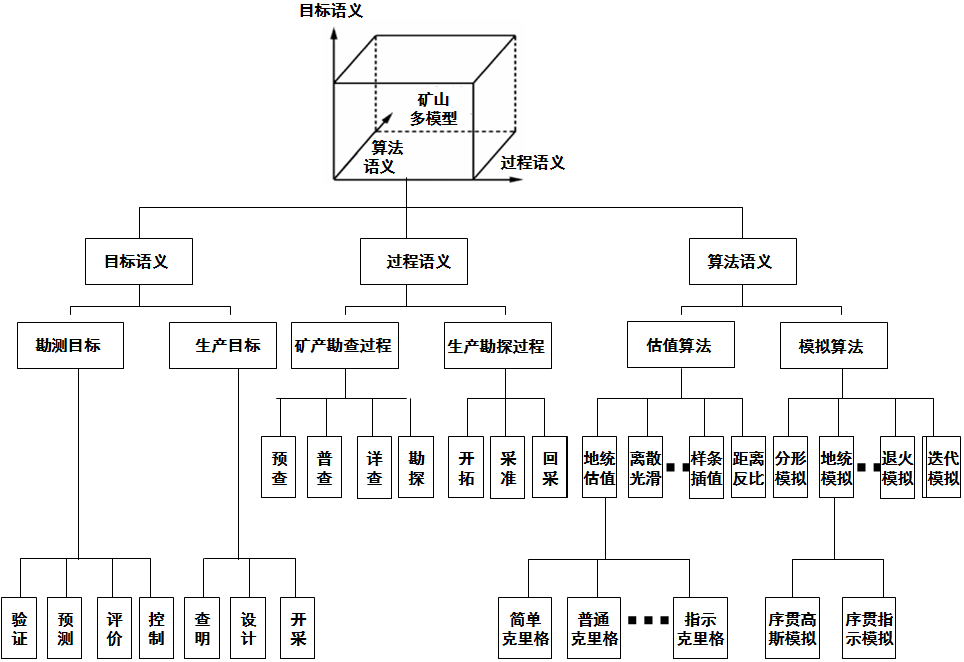 目标语义
矿山
多模型
算法
语义
过程语义
目标语义
过程语义
算法语义
勘测目标
生产目标
矿产勘查过程
生产勘探过程
估值算法
模拟算法
预查
普查
详查
勘探
开拓
采准
回采
地统
估值
离散
光滑
样条
插值
距离
反比
分形
模拟
地统
模拟
退火
模拟
迭代
模拟
验证
预测
评价
控制
查明
设计
开采
简单
克里格
普通
克里格
指示
克里格
序贯高
斯模拟
序贯指
示模拟